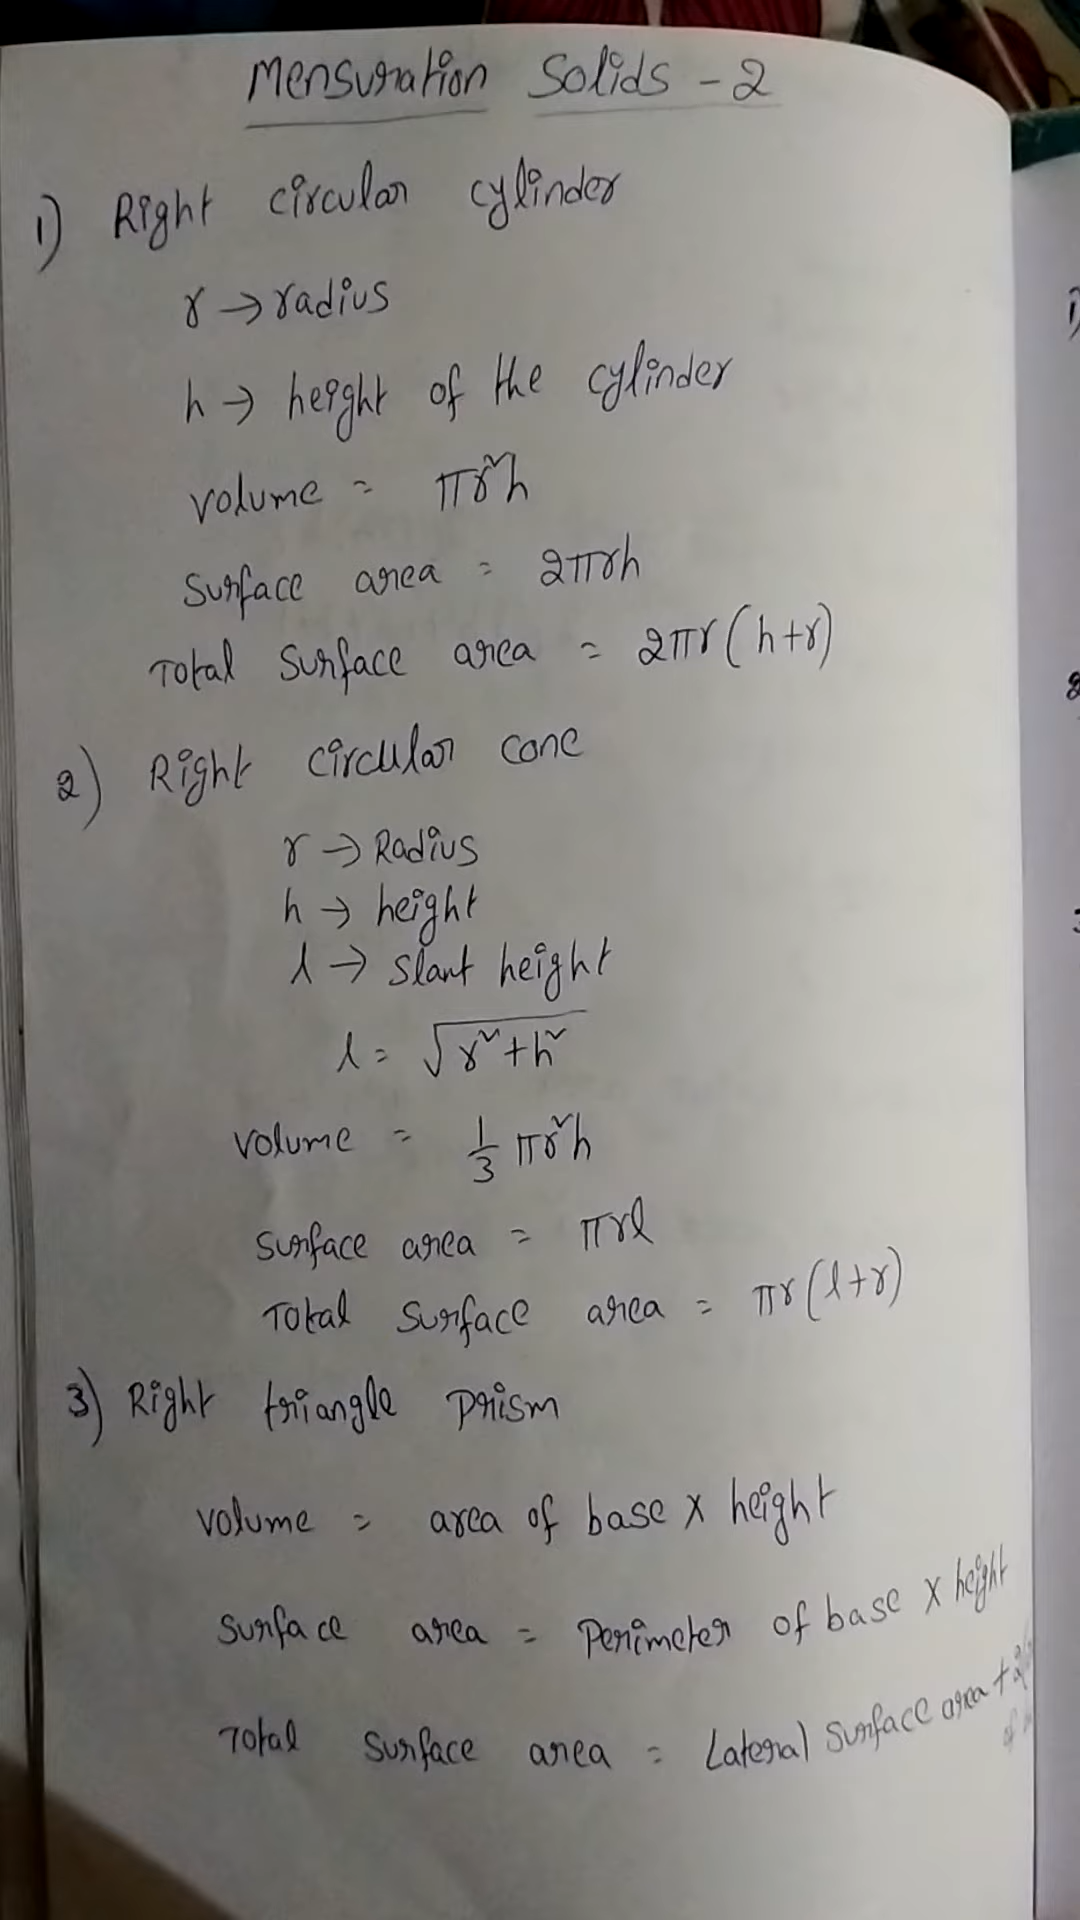 Mensuration Solids - 2
1) Right circular cylinder
r → radius
h → height of the cylinder
volume = πr²h
Surface area = 2πrh
Total Surface area = 2πr(h+r)
2) Right circular cone
r → Radius
h → height
l → slant height
l = √r²+h²
volume = 1/3 πr²h
surface area = πrl
Total surface area = πr(l+r)
3) Right triangle prism
volume = area of base x height
surface area = Perimeter of base x height
Total surface area = Lateral surface area + 2
of